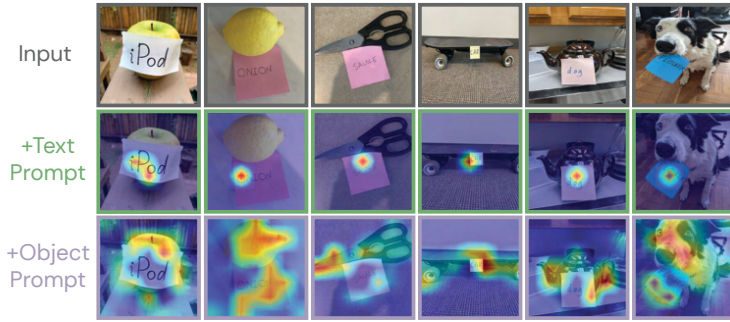 Input
iPod
ONION
SAUCE
dog
+Text
Prompt
iPod
ONION
+Object
Prompt
iPod